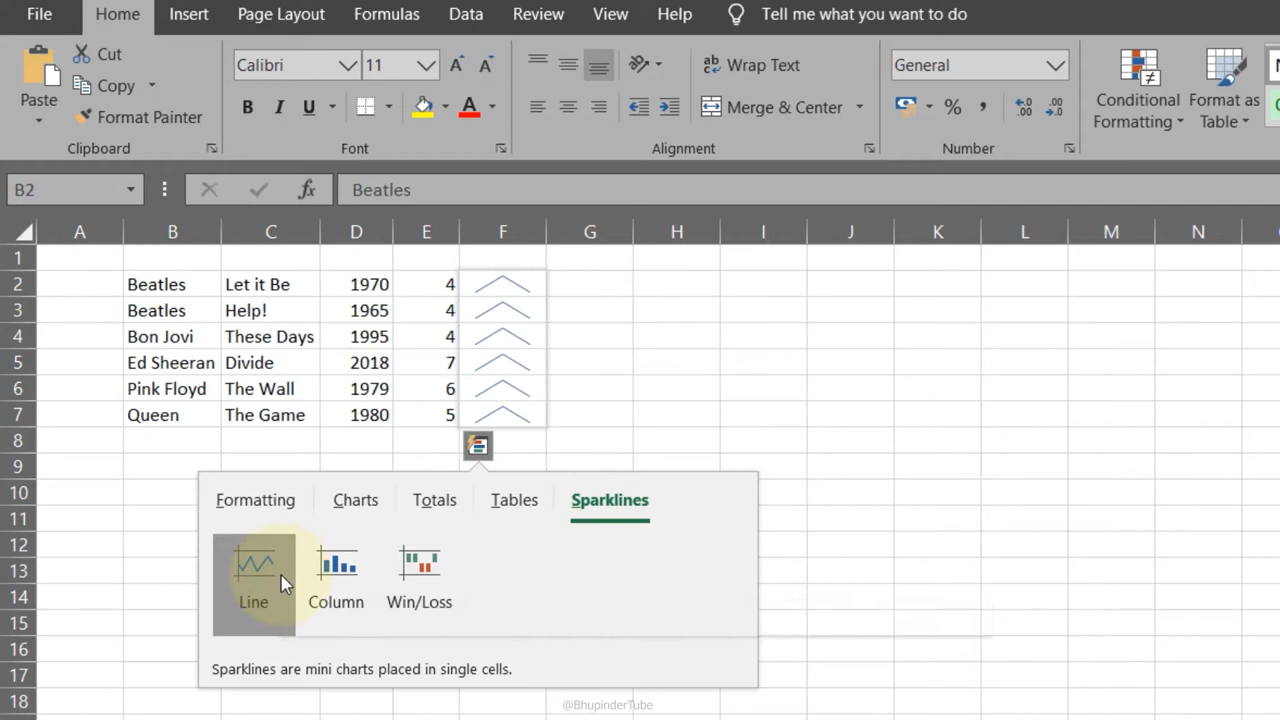 File Home Insert Page Layout Formulas Data Review View Help Tell me what you want to do
Cut
Copy
Format Painter
Paste
Clipboard
Calibri 11
B I U A
Font
ab Wrap Text
Merge & Center
Alignment
General
% , .00
Number
Conditional Formatting
Format as Table
B2 fx Beatles
A B C D E F G H I J K L M N
1
2 Beatles Let it Be 1970 4
3 Beatles Help! 1965 4
4 Bon Jovi These Days 1995 4
5 Ed Sheeran Divide 2018 7
6 Pink Floyd The Wall 1979 6
7 Queen The Game 1980 5
8
9
10
11
12
13
14
15
16
17
18
Formatting Charts Totals Tables Sparklines
Line Column Win/Loss
Sparklines are mini charts placed in single cells.
@BhupinderTube